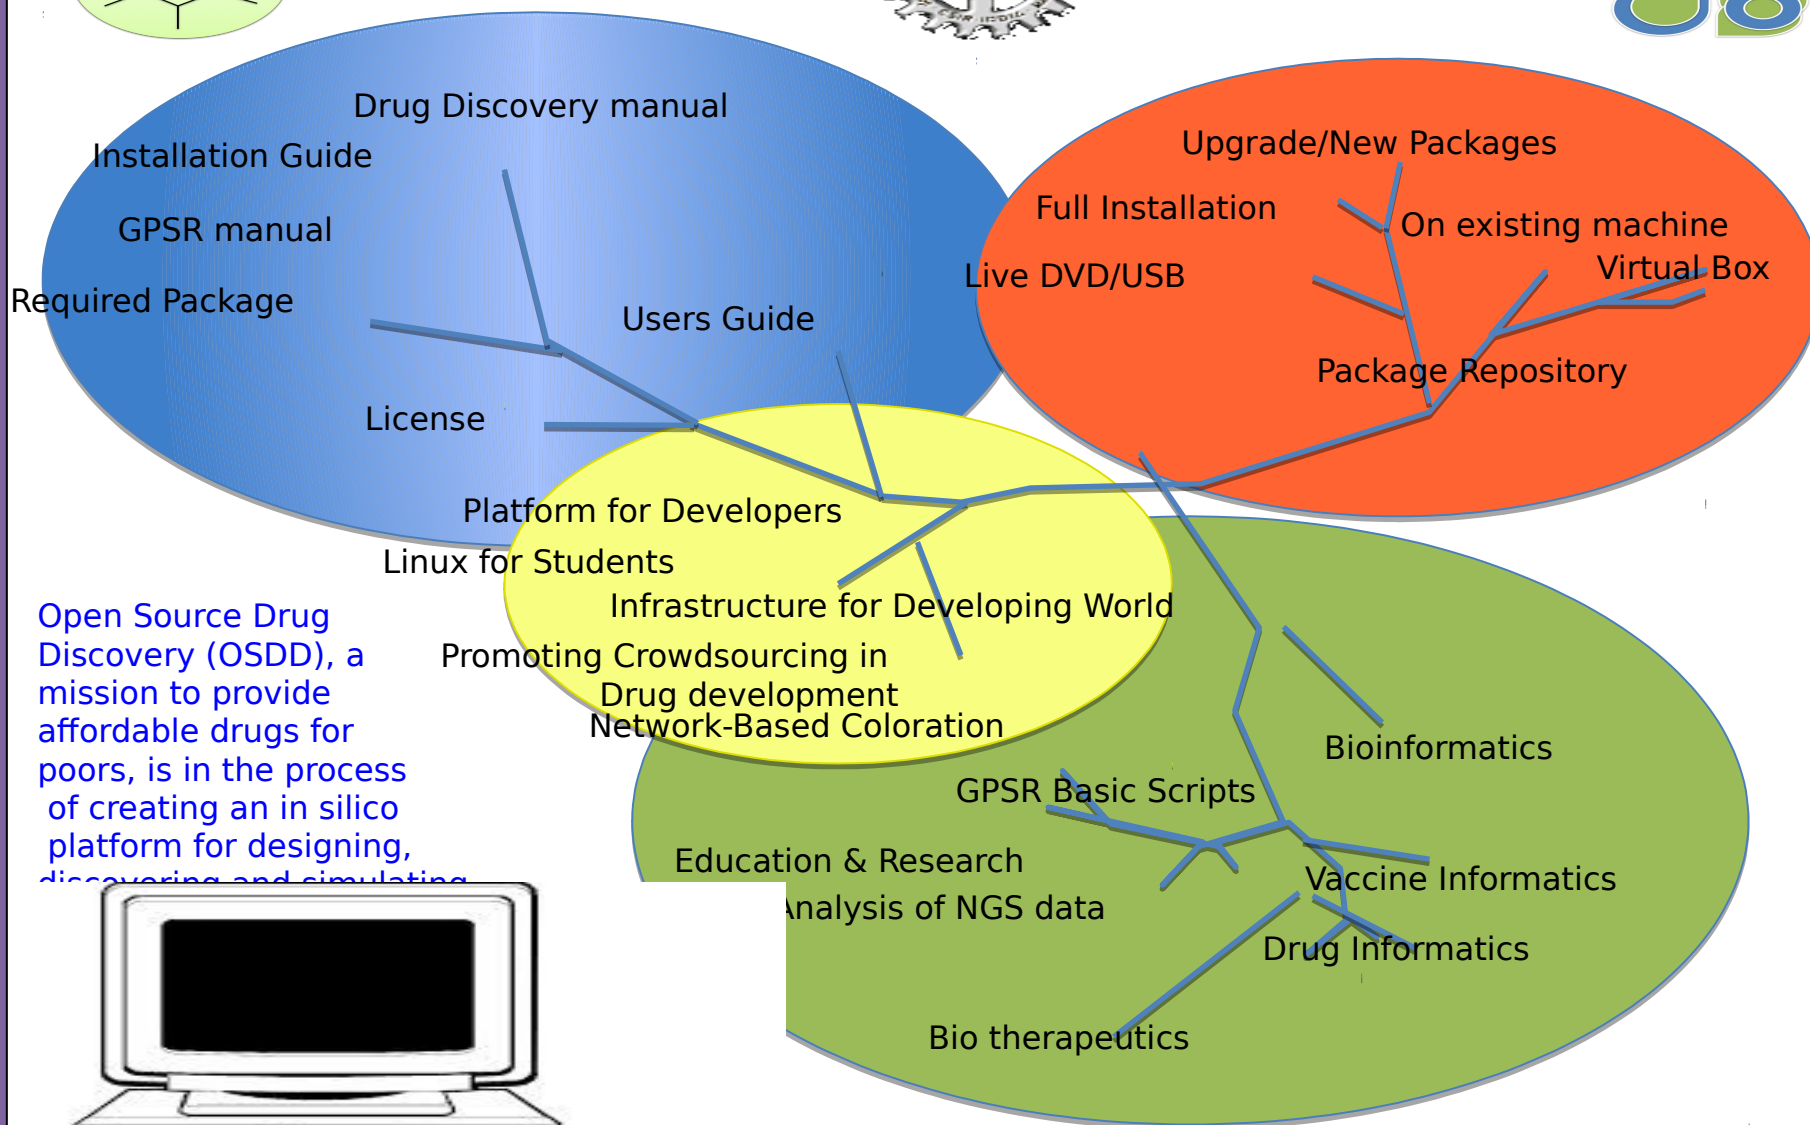 Drug Discovery manual
Installation Guide
GPSR manual
Required Package
Users Guide
License
Upgrade/New Packages
Full Installation
On existing machine
Live DVD/USB
Virtual Box
Package Repository
Platform for Developers
Linux for Students
Infrastructure for Developing World
Promoting Crowdsourcing in
Drug development
Network-Based Coloration
Open Source Drug
Discovery (OSDD), a
mission to provide
affordable drugs for
poors, is in the process
of creating an in silico
platform for designing,
discovering and simulating
Bioinformatics
GPSR Basic Scripts
Education & Research
Vaccine Informatics
Analysis of NGS data
Drug Informatics
Bio therapeutics